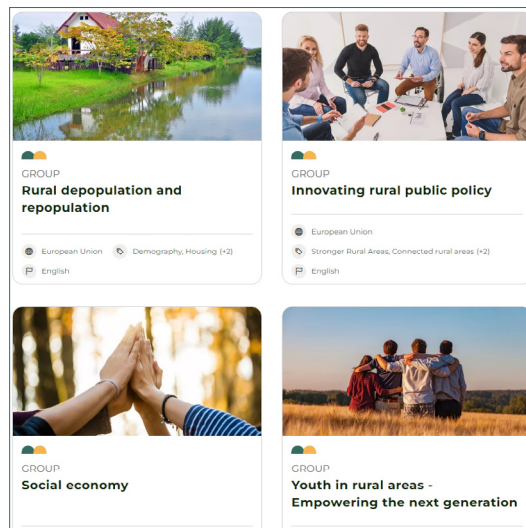 GROUP
Rural depopulation and
repopulation
European Union
Demography, Housing (+2)
English
GROUP
Innovating rural public policy
European Union
Stronger Rural Areas, Connected rural areas (+2)
English
GROUP
Social economy
GROUP
Youth in rural areas -
Empowering the next generation